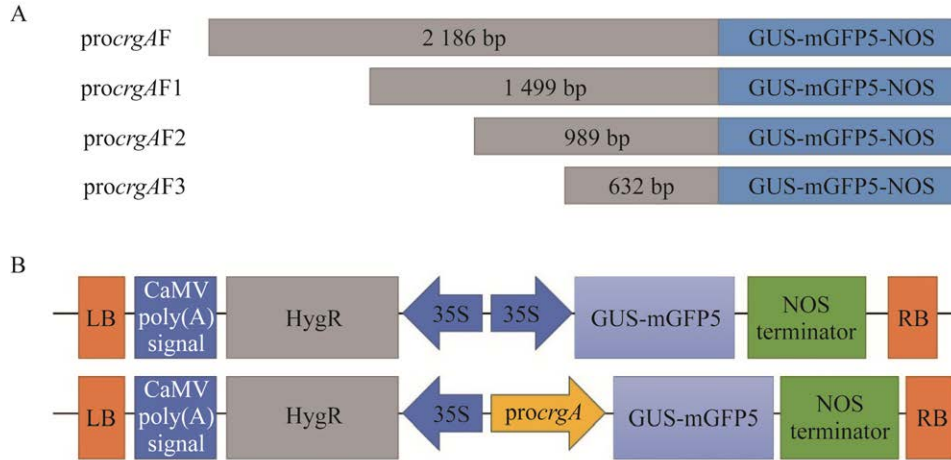 A
procrgAF 2 186 bp GUS-mGFP5-NOS
procrgAF1 1 499 bp GUS-mGFP5-NOS
procrgAF2 989 bp GUS-mGFP5-NOS
procrgAF3 632 bp GUS-mGFP5-NOS
B
LB CaMV poly(A) signal HygR 35S 35S GUS-mGFP5 NOS terminator RB
LB CaMV poly(A) signal HygR 35S procrgA GUS-mGFP5 NOS terminator RB